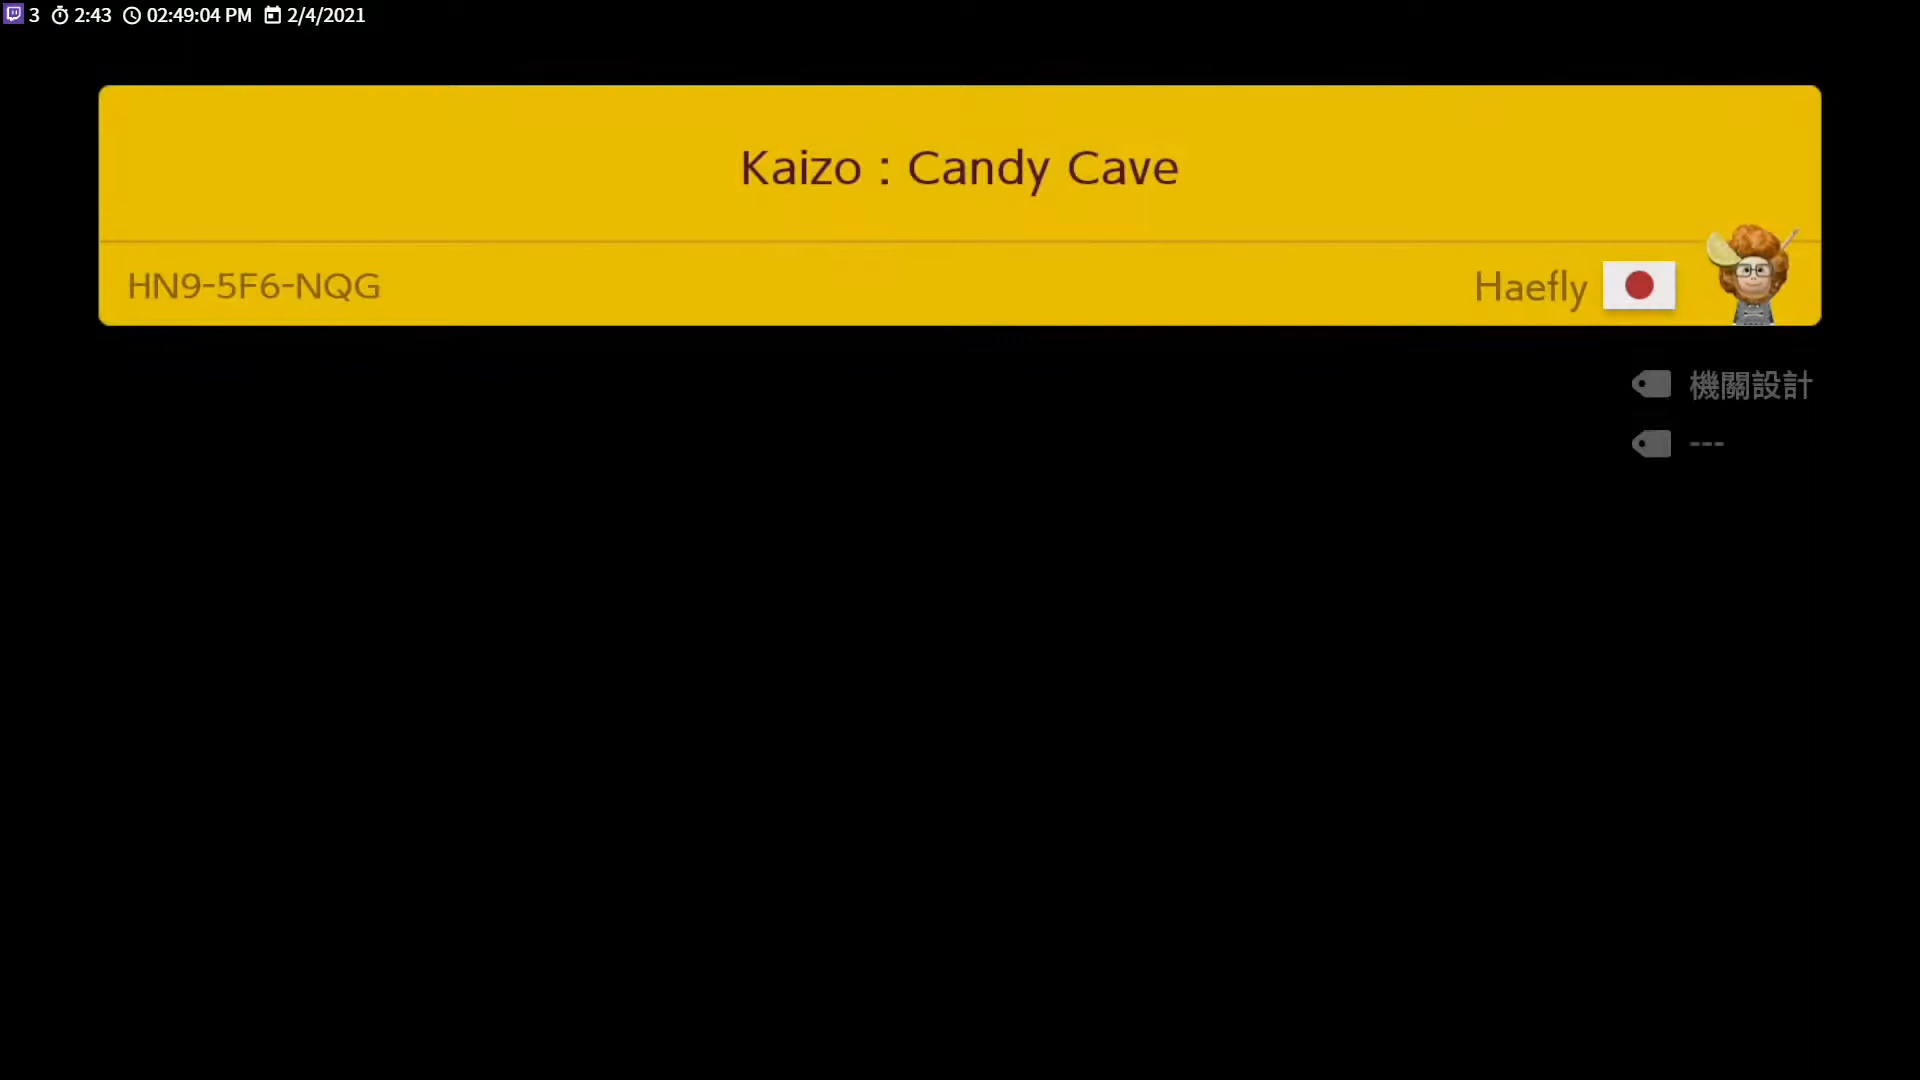 3 2:43 02:49:04 PM 2/4/2021
Kaizo : Candy Cave
HN9-5F6-NQG
Haefly
機關設計
---